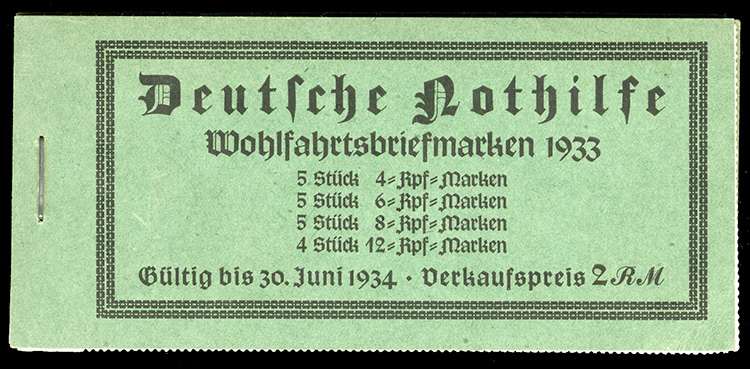 Deutsche Nothilfe
Wohlfahrtsbriefmarken 1933
5 Stück 4=Rpf=Marken
5 Stück 6=Rpf=Marken
5 Stück 8=Rpf=Marken
4 Stück 12=Rpf=Marken
Gültig bis 30. Juni 1934 · Verkaufspreis 2 RM